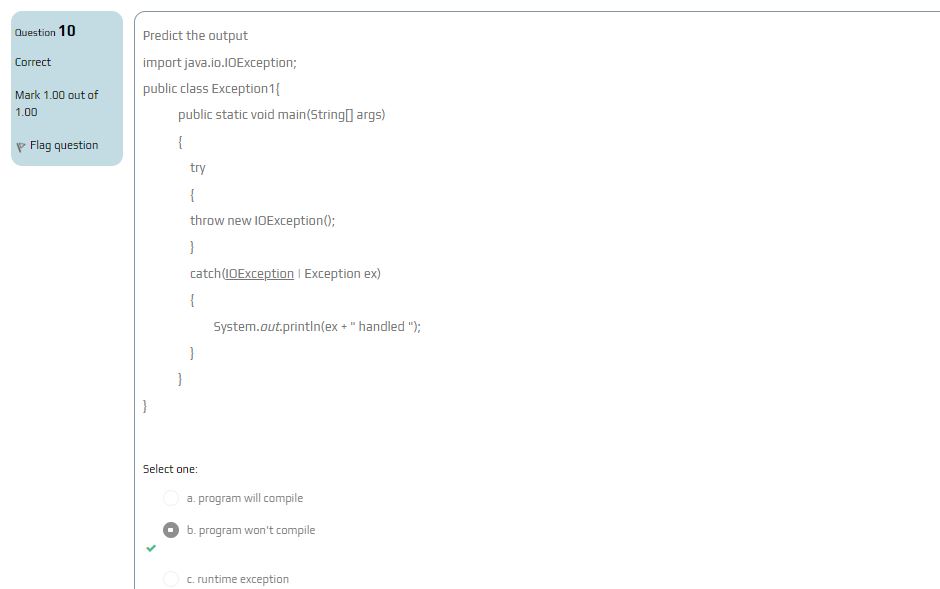 Question 10
Correct
Mark 1.00 out of
1.00
Flag question
Predict the output
import java.io.IOException;
public class Exception1{
public static void main(String[] args)
{
try
{
throw new IOException();
}
catch(IOException | Exception ex)
{
System.out.println(ex + " handled ");
}
}
}
Select one:
a. program will compile
b. program won't compile
c. runtime exception